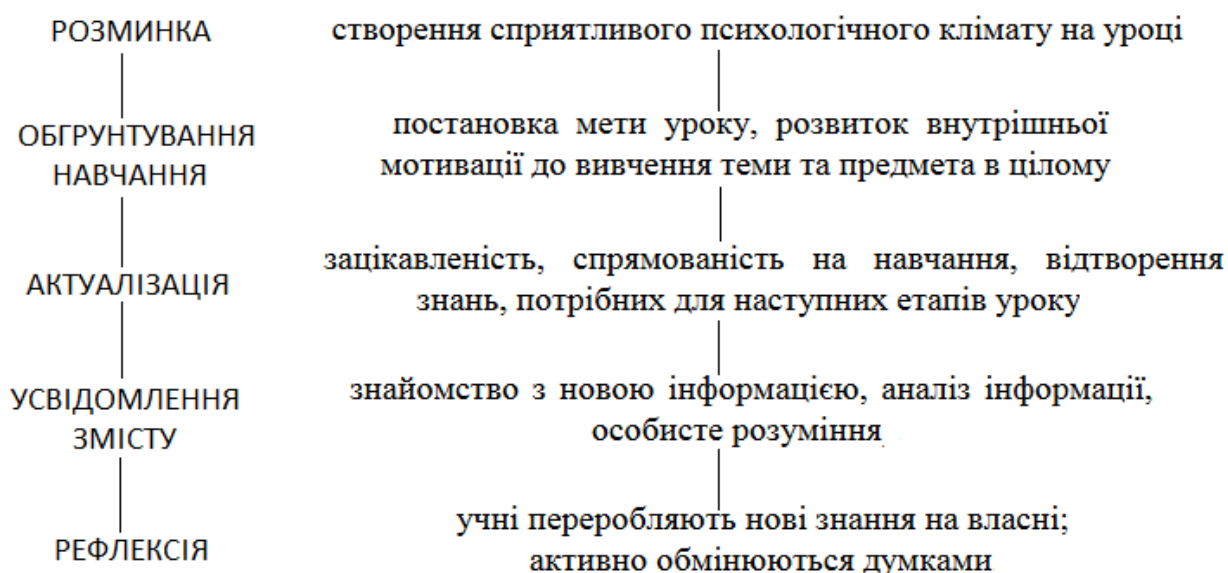 РОЗМИНКА
створення сприятливого психологічного клімату на уроці
ОБГРУНТУВАННЯ
НАВЧАННЯ
постановка мети уроку, розвиток внутрішньої
мотивації до вивчення теми та предмета в цілому
АКТУАЛІЗАЦІЯ
зацікавленість, спрямованість на навчання, відтворення
знань, потрібних для наступних етапів уроку
УСВІДОМЛЕННЯ
ЗМІСТУ
знайомство з новою інформацією, аналіз інформації,
особисте розуміння
РЕФЛЕКСІЯ
учні переробляють нові знання на власні;
активно обмінюються думками